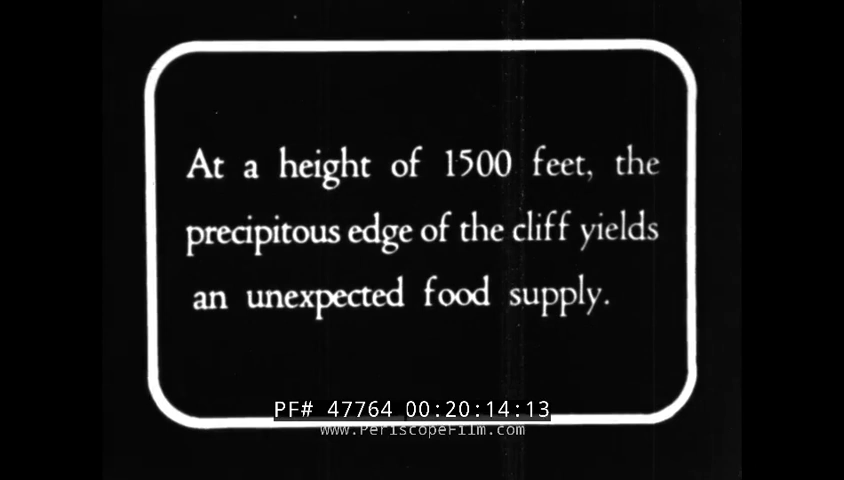 At a height of 1500 feet, the
precipitous edge of the cliff yields
an unexpected food supply.
PF# 47764 00:20:14:13
www.PeriscopeFilm.com